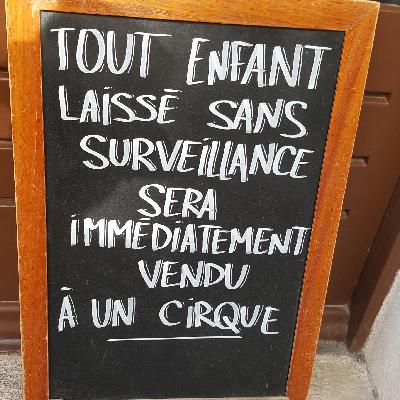 TOUT ENFANT
LAISSÉ SANS
SURVEILLANCE
SERA
IMMÉDIATEMENT
VENDU
À UN CIRQUE